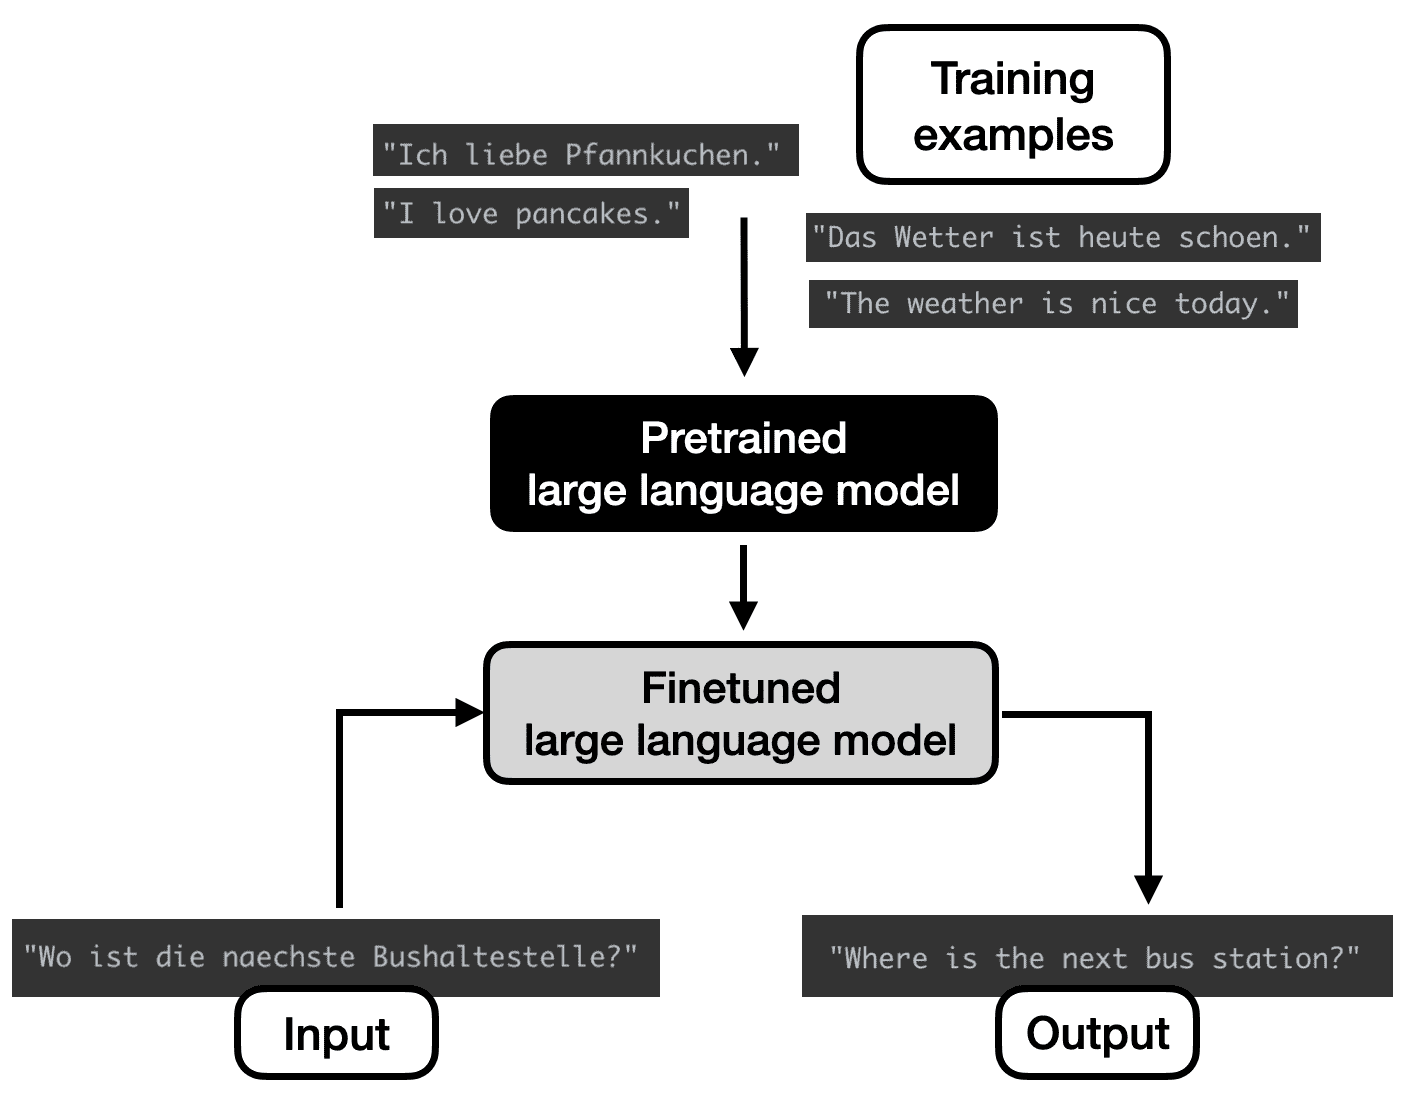 Training
examples
"Ich liebe Pfannkuchen."
"I love pancakes."
"Das Wetter ist heute schoen."
"The weather is nice today."
Pretrained
large language model
Finetuned
large language model
"Wo ist die naechste Bushaltestelle?"
Input
"Where is the next bus station?"
Output